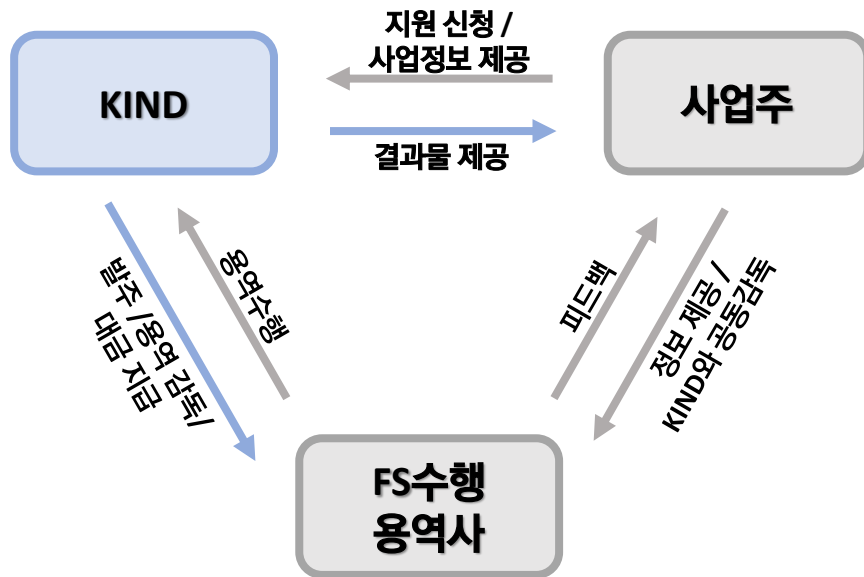 지원 신청 /
사업정보 제공
KIND
사업주
결과물 제공
발주 /용역 감독/
대금 지급
용역수행
피드백
정보 제공 /
KIND와 공동감독
FS수행
용역사